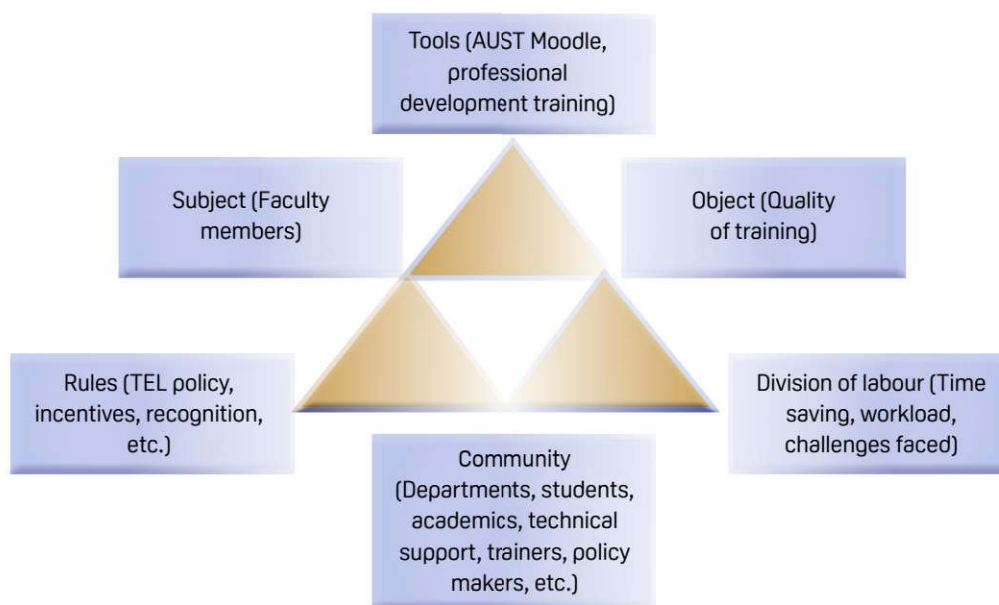 Tools (AUST Moodle,
professional
development training)
Subject (Faculty
members)
Object (Quality
of training)
Rules (TEL policy,
incentives, recognition,
etc.)
Division of labour (Time
saving, workload,
challenges faced)
Community
(Departments, students,
academics, technical
support, trainers, policy
makers, etc.)